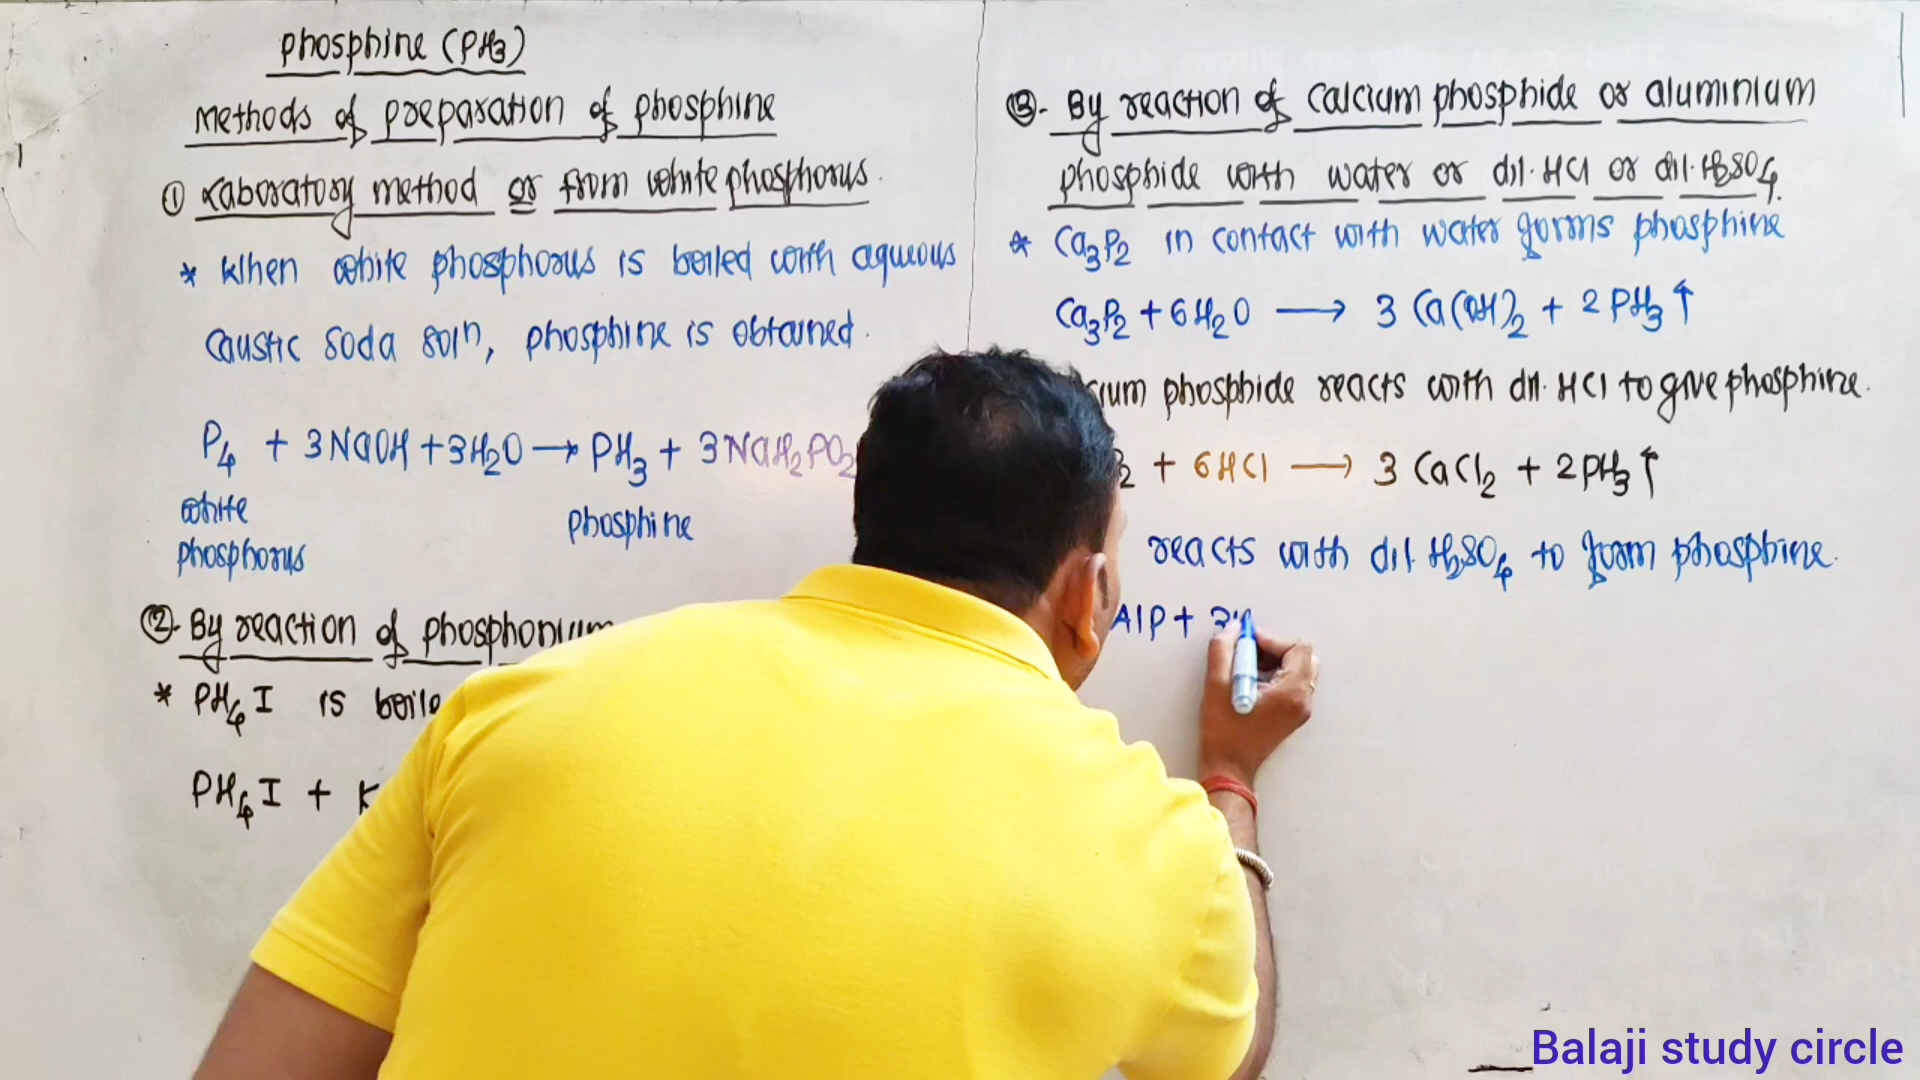 Phosphine (PH3)
Methods of preparation of phosphine
① Laboratory method or from white phosphorus.
* When white phosphorus is boiled with aqueous
caustic soda soln, phosphine is obtained.
P4 + 3NaOH + 3H2O → PH3 + 3NaH2PO2
white
phosphorus
phosphine
②. By reaction of phosphonium
* PH4I is boile
PH4I + K
③. By reaction of calcium phosphide or aluminium
phosphide with water or dil. HCl or dil. H2SO4.
* Ca3P2 in contact with water forms phosphine
Ca3P2 + 6H2O → 3 Ca(OH)2 + 2 PH3↑
cium phosphide reacts with dil. HCl to give phosphine.
2 + 6HCl → 3 CaCl2 + 2PH3↑
reacts with dil. H2SO4 to form phosphine.
AlP + 3
Balaji study circle